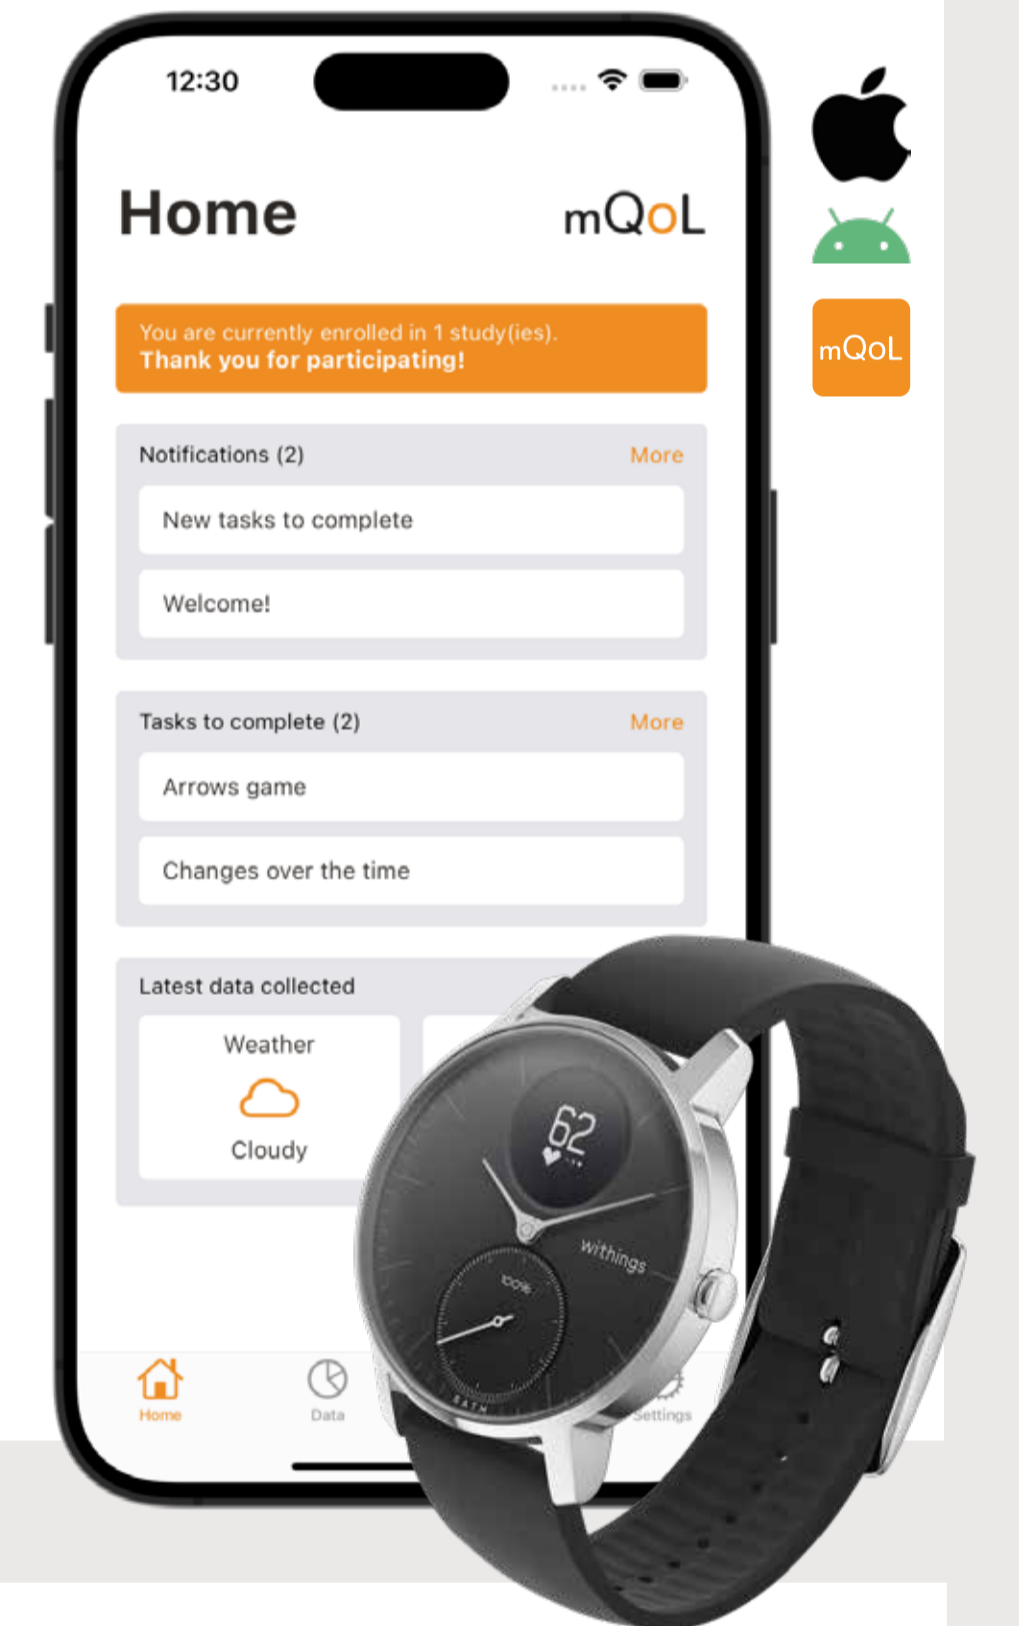 12:30
Home
mQoL
You are currently enrolled in 1 study(ies).
Thank you for participating!
mQoL
Notifications (2)
More
New tasks to complete
Welcome!
Tasks to complete (2)
More
Arrows game
Changes over the time
Latest data collected
Weather
Cloudy
62
withings
100%
5ATM
Home
Data
Settings